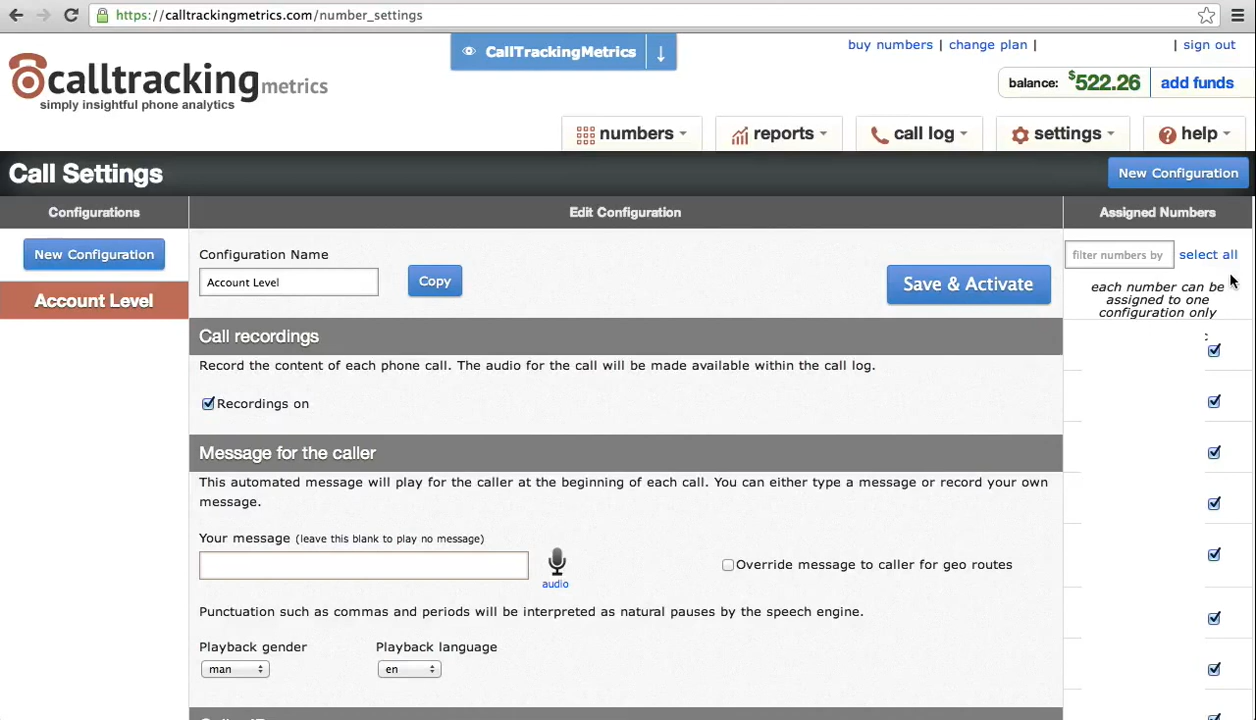 https://calltrackingmetrics.com/number_settings
CallTrackingMetrics ↓
buy numbers | change plan | | sign out
calltracking metrics
simply insightful phone analytics
balance: $522.26 add funds
numbers reports call log settings help
Call Settings New Configuration
Configurations Edit Configuration Assigned Numbers
New Configuration
Account Level
Configuration Name
Account Level Copy Save & Activate
filter numbers by select all
each number can be
assigned to one
configuration only
Call recordings
Record the content of each phone call. The audio for the call will be made available within the call log.
Recordings on
Message for the caller
This automated message will play for the caller at the beginning of each call. You can either type a message or record your own
message.
Your message (leave this blank to play no message)
audio
Override message to caller for geo routes
Punctuation such as commas and periods will be interpreted as natural pauses by the speech engine.
Playback gender Playback language
man en